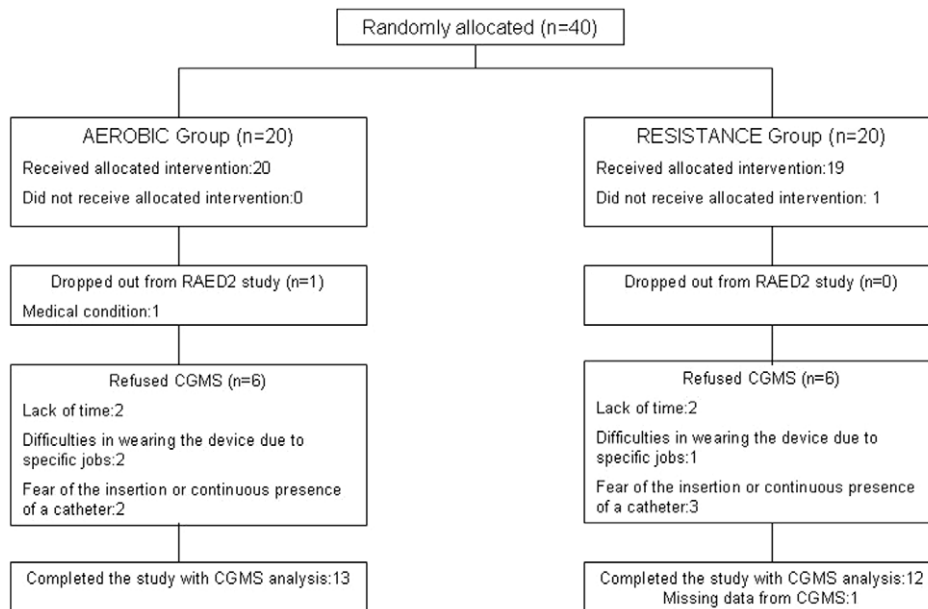 Randomly allocated (n=40)
AEROBIC Group (n=20)
Received allocated intervention:20
Did not receive allocated intervention:0
RESISTANCE Group (n=20)
Received allocated intervention:19
Did not receive allocated intervention: 1
Dropped out from RAED2 study (n=1)
Medical condition:1
Dropped out from RAED2 study (n=0)
Refused CGMS (n=6)
Lack of time:2
Difficulties in wearing the device due to
specific jobs:2
Fear of the insertion or continuous presence
of a catheter:2
Refused CGMS (n=6)
Lack of time:2
Difficulties in wearing the device due to
specific jobs:1
Fear of the insertion or continuous presence
of a catheter:3
Completed the study with CGMS analysis:13
Completed the study with CGMS analysis:12
Missing data from CGMS:1